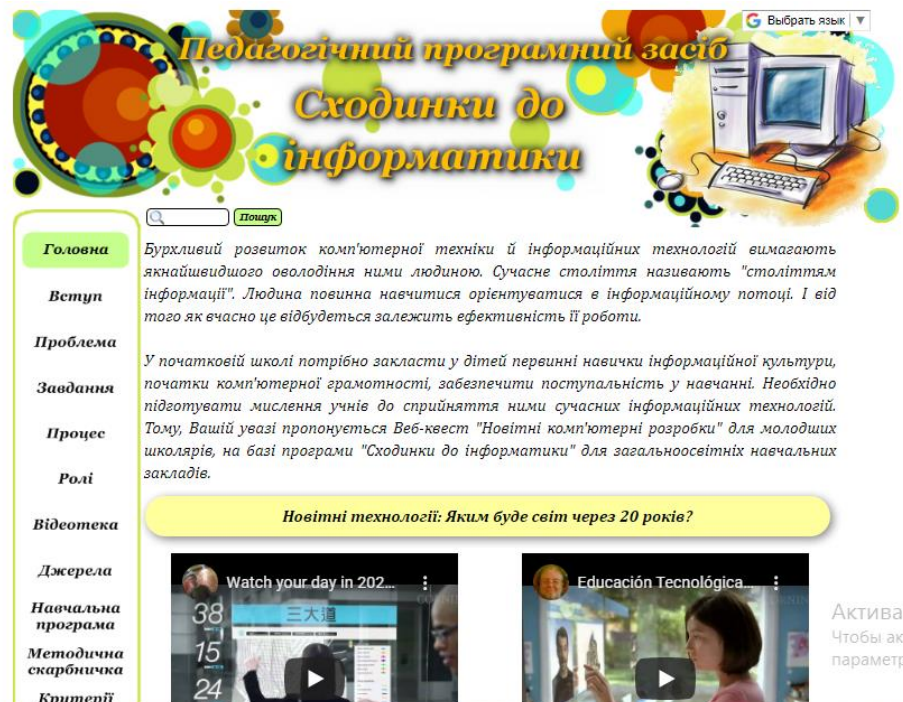 Выбрать язык
Педагогічний програмний засіб
Сходинки до
інформатики
Пошук
Головна
Вступ
Проблема
Завдання
Процес
Ролі
Відеотека
Джерела
Навчальна
програма
Методична
скарбничка
Критерії
Бурхливий розвиток комп'ютерної техніки й інформаційних технологій вимагають
якнайшвидшого оволодіння ними людиною. Сучасне століття називають "століттям
інформації". Людина повинна навчитися орієнтуватися в інформаційному потоці. І від
того як вчасно це відбудеться залежить ефективність її роботи.
У початковій школі потрібно закласти у дітей первинні навички інформаційної культури,
початки комп'ютерної грамотності, забезпечити поступальність у навчанні. Необхідно
підготувати мислення учнів до сприйняття ними сучасних інформаційних технологій.
Тому, Вашій увазі пропонується Веб-квест "Новітні комп'ютерні розробки" для молодших
школярів, на базі програми "Сходинки до інформатики" для загальноосвітніх навчальних
закладів.
Новітні технології: Яким буде світ через 20 років?
Watch your day in 202...
38
三大道
15
24
Educación Tecnológica...
Актива
Чтобы ак
параметр